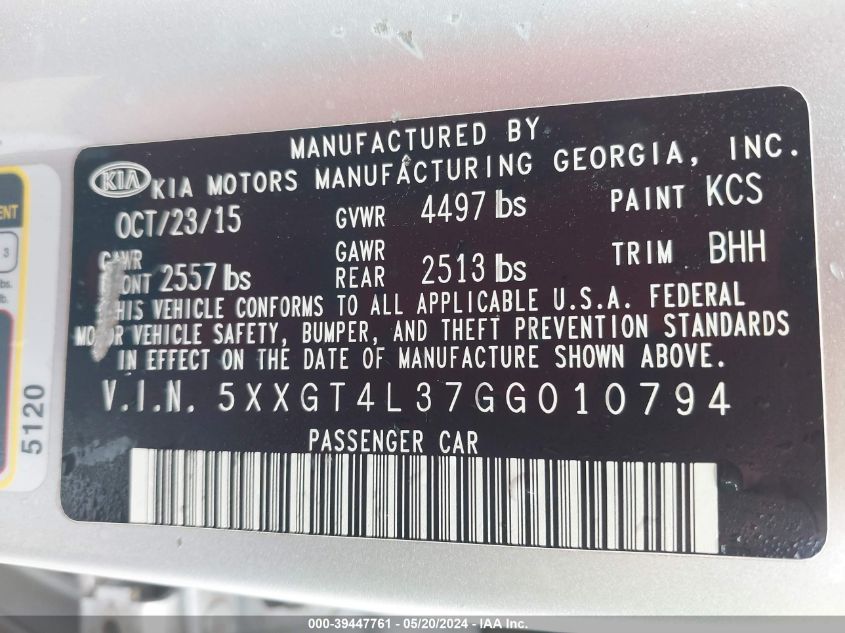 MANUFACTURED BY
KIA KIA MOTORS MANUFACTURING GEORGIA, INC.
OCT/23/15 GVWR 4497 lbs PAINT KCS
GAWR FRONT 2557 lbs GAWR REAR 2513 lbs TRIM BHH
THIS VEHICLE CONFORMS TO ALL APPLICABLE U.S.A. FEDERAL
MOTOR VEHICLE SAFETY, BUMPER, AND THEFT PREVENTION STANDARDS
IN EFFECT ON THE DATE OF MANUFACTURE SHOWN ABOVE.
V.I.N. 5XXGT4L37GG010794
PASSENGER CAR
3
5120
000-39447761 / 05/20/2024 - IAA Inc.